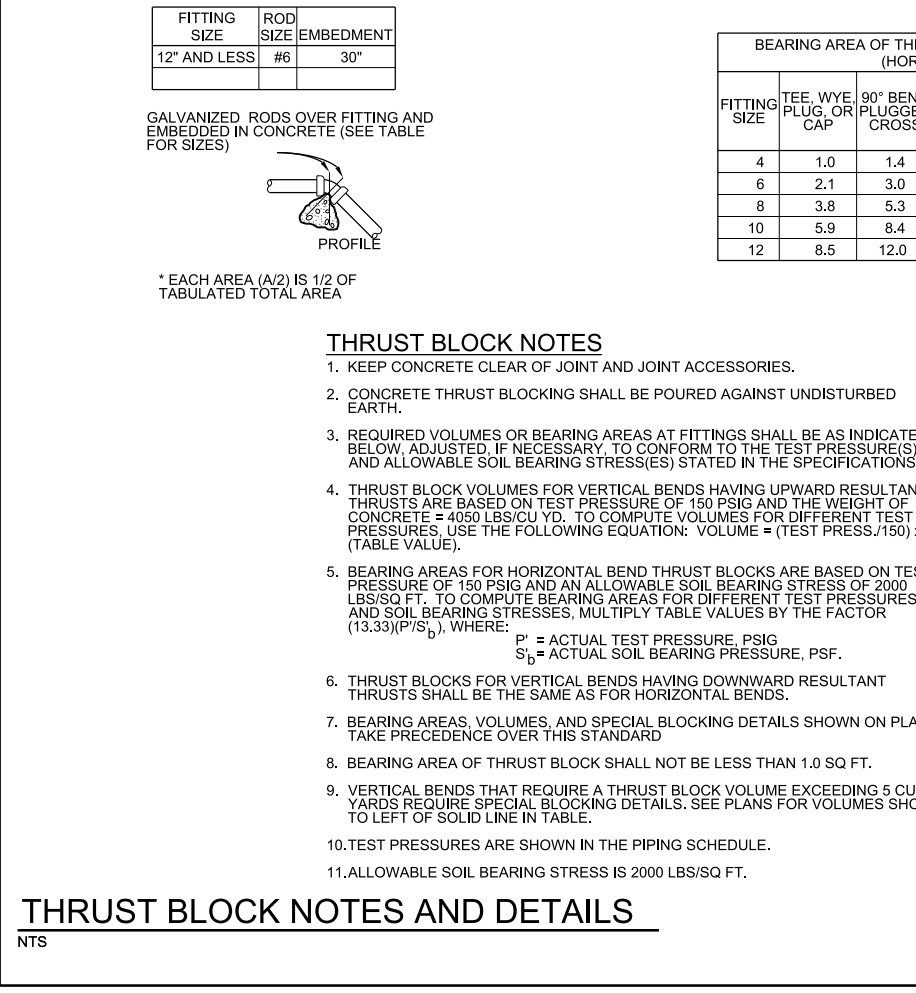 FITTING SIZE ROD SIZE EMBEDMENT
12" AND LESS #6 30"
GALVANIZED RODS OVER FITTING AND
EMBEDDED IN CONCRETE (SEE TABLE
FOR SIZES)
PROFILE
* EACH AREA (A/2) IS 1/2 OF
TABULATED TOTAL AREA
BEARING AREA OF
(HOR
FITTING SIZE TEE, WYE, PLUG, OR CAP 90° BEN PLUGGE CROSS
4 1.0 1.4
6 2.1 3.0
8 3.8 5.3
10 5.9 8.4
12 8.5 12.0
THRUST BLOCK NOTES
1. KEEP CONCRETE CLEAR OF JOINT AND JOINT ACCESSORIES.
2. CONCRETE THRUST BLOCKING SHALL BE POURED AGAINST UNDISTURBED
EARTH.
3. REQUIRED VOLUMES OR BEARING AREAS AT FITTINGS SHALL BE AS INDICATE
BELOW, ADJUSTED, IF NECESSARY, TO CONFORM TO THE TEST PRESSURE(S)
AND ALLOWABLE SOIL BEARING STRESS(ES) STATED IN THE SPECIFICATIONS
4. THRUST BLOCK VOLUMES FOR VERTICAL BENDS HAVING UPWARD RESULTAN
THRUSTS ARE BASED ON TEST PRESSURE OF 150 PSIG AND THE WEIGHT OF
CONCRETE = 4050 LBS/CU YD. TO COMPUTE VOLUMES FOR DIFFERENT TEST
PRESSURES, USE THE FOLLOWING EQUATION: VOLUME = (TEST PRESS./150)
(TABLE VALUE).
5. BEARING AREAS FOR HORIZONTAL BEND THRUST BLOCKS ARE BASED ON TES
PRESSURE OF 150 PSIG AND AN ALLOWABLE SOIL BEARING STRESS OF 2000
LBS/SQ FT. TO COMPUTE BEARING AREAS FOR DIFFERENT TEST PRESSURES
AND SOIL BEARING STRESSES, MULTIPLY TABLE VALUES BY THE FACTOR
(13.33)(P'/S'b), WHERE:
P' = ACTUAL TEST PRESSURE, PSIG
S'b = ACTUAL SOIL BEARING PRESSURE, PSF.
6. THRUST BLOCKS FOR VERTICAL BENDS HAVING DOWNWARD RESULTANT
THRUSTS SHALL BE THE SAME AS FOR HORIZONTAL BENDS.
7. BEARING AREAS, VOLUMES, AND SPECIAL BLOCKING DETAILS SHOWN ON PLA
TAKE PRECEDENCE OVER THIS STANDARD
8. BEARING AREA OF THRUST BLOCK SHALL NOT BE LESS THAN 1.0 SQ FT.
9. VERTICAL BENDS THAT REQUIRE A THRUST BLOCK VOLUME EXCEEDING 5 CU
YARDS REQUIRE SPECIAL BLOCKING DETAILS. SEE PLANS FOR VOLUMES SHO
TO LEFT OF SOLID LINE IN TABLE.
10.TEST PRESSURES ARE SHOWN IN THE PIPING SCHEDULE.
11.ALLOWABLE SOIL BEARING STRESS IS 2000 LBS/SQ FT.
THRUST BLOCK NOTES AND DETAILS
NTS